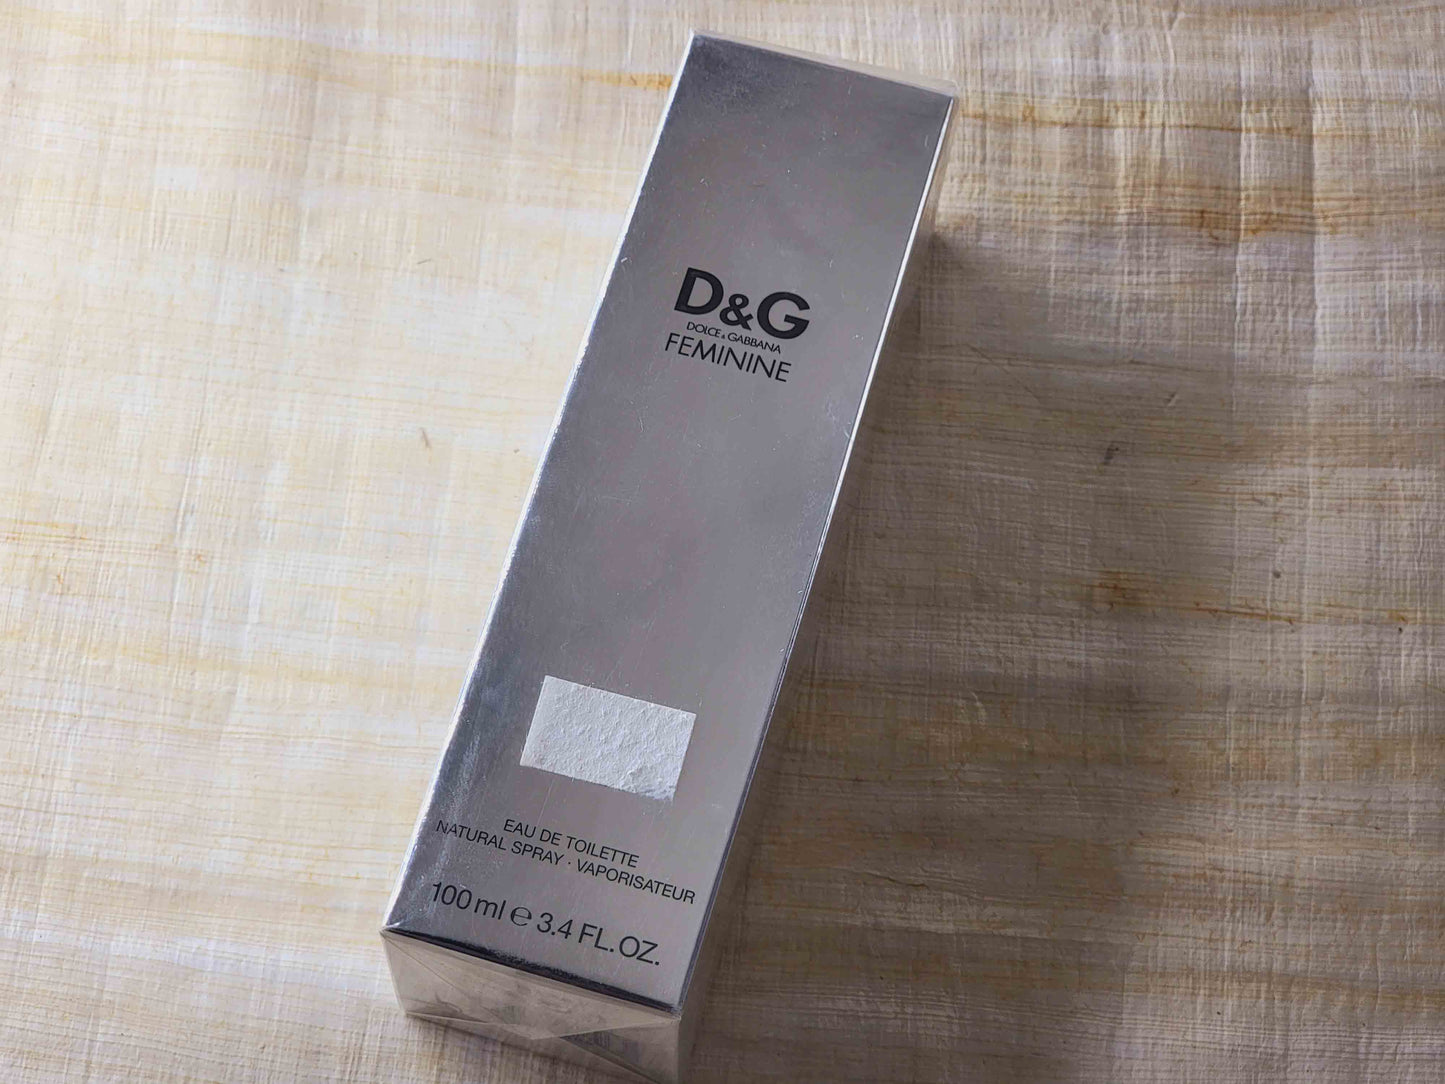 D&G
DOLCE & GABBANA
FEMININE
EAU DE TOILETTE
NATURAL SPRAY · VAPORISATEUR
100 ml ℮ 3.4 FL. OZ.